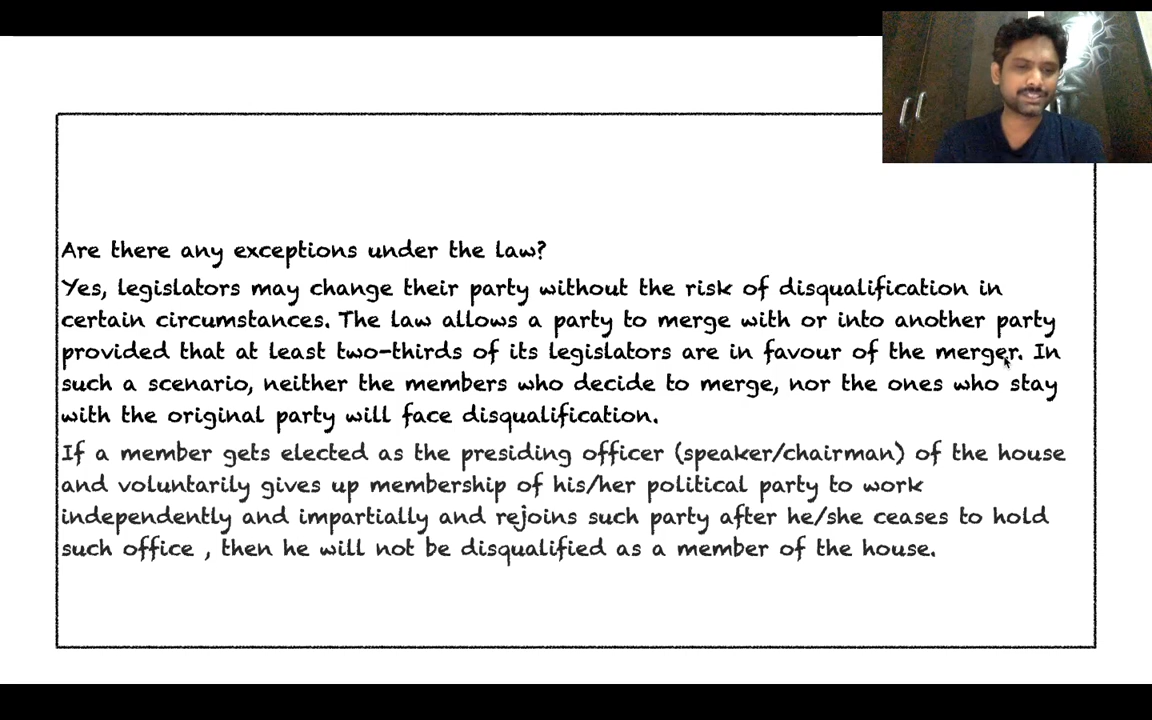 Are there any exceptions under the law?
Yes, legislators may change their party without the risk of disqualification in
certain circumstances. The law allows a party to merge with or into another party
provided that at least two-thirds of its legislators are in favour of the merger. In
such a scenario, neither the members who decide to merge, nor the ones who stay
with the original party will face disqualification.
If a member gets elected as the presiding officer (speaker/chairman) of the house
and voluntarily gives up membership of his/her political party to work
independently and impartially and rejoins such party after he/she ceases to hold
such office , then he will not be disqualified as a member of the house.